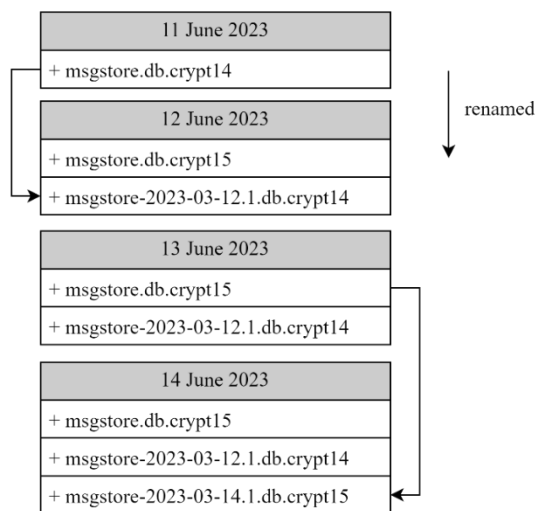 11 June 2023
+ msgstore.db.crypt14
renamed
12 June 2023
+ msgstore.db.crypt15
+ msgstore-2023-03-12.1.db.crypt14
13 June 2023
+ msgstore.db.crypt15
+ msgstore-2023-03-12.1.db.crypt14
14 June 2023
+ msgstore.db.crypt15
+ msgstore-2023-03-12.1.db.crypt14
+ msgstore-2023-03-14.1.db.crypt15